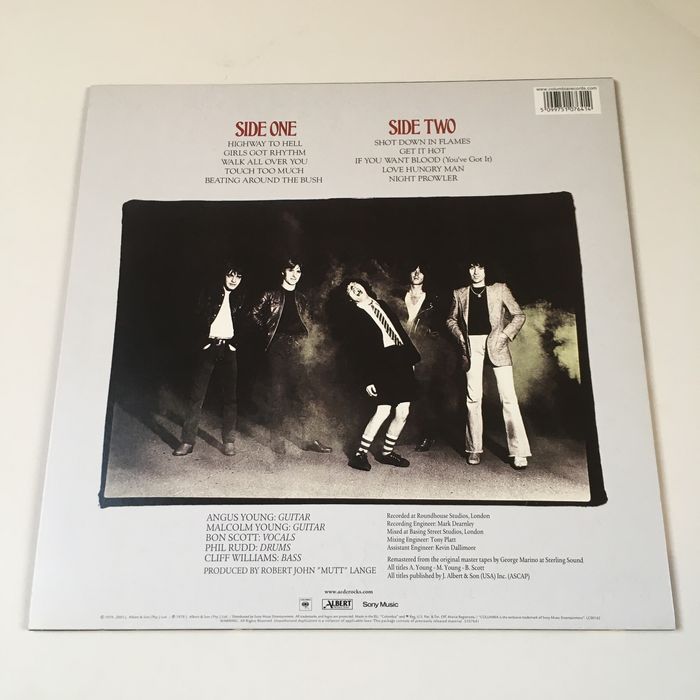 www.columbiarecords.com
5 099751 076414
SIDE ONE
HIGHWAY TO HELL
GIRLS GOT RHYTHM
WALK ALL OVER YOU
TOUCH TOO MUCH
BEATING AROUND THE BUSH
SIDE TWO
SHOT DOWN IN FLAMES
GET IT HOT
IF YOU WANT BLOOD (You've Got It)
LOVE HUNGRY MAN
NIGHT PROWLER
ANGUS YOUNG: GUITAR
MALCOLM YOUNG: GUITAR
BON SCOTT: VOCALS
PHIL RUDD: DRUMS
CLIFF WILLIAMS: BASS
PRODUCED BY ROBERT JOHN "MUTT" LANGE
Recorded at Roundhouse Studios, London
Recording Engineer: Mark Dearnley
Mixed at Basing Street Studios, London
Mixing Engineer: Tony Platt
Assistant Engineer: Kevin Dallimore
Remastered from the original master tapes by George Marino at Sterling Sound
All titles A. Young - M. Young - B. Scott
All titles published by J. Albert & Son (USA) Inc. (ASCAP)
www.acdcrocks.com
COLUMBIA
ALBERT
Sony Music